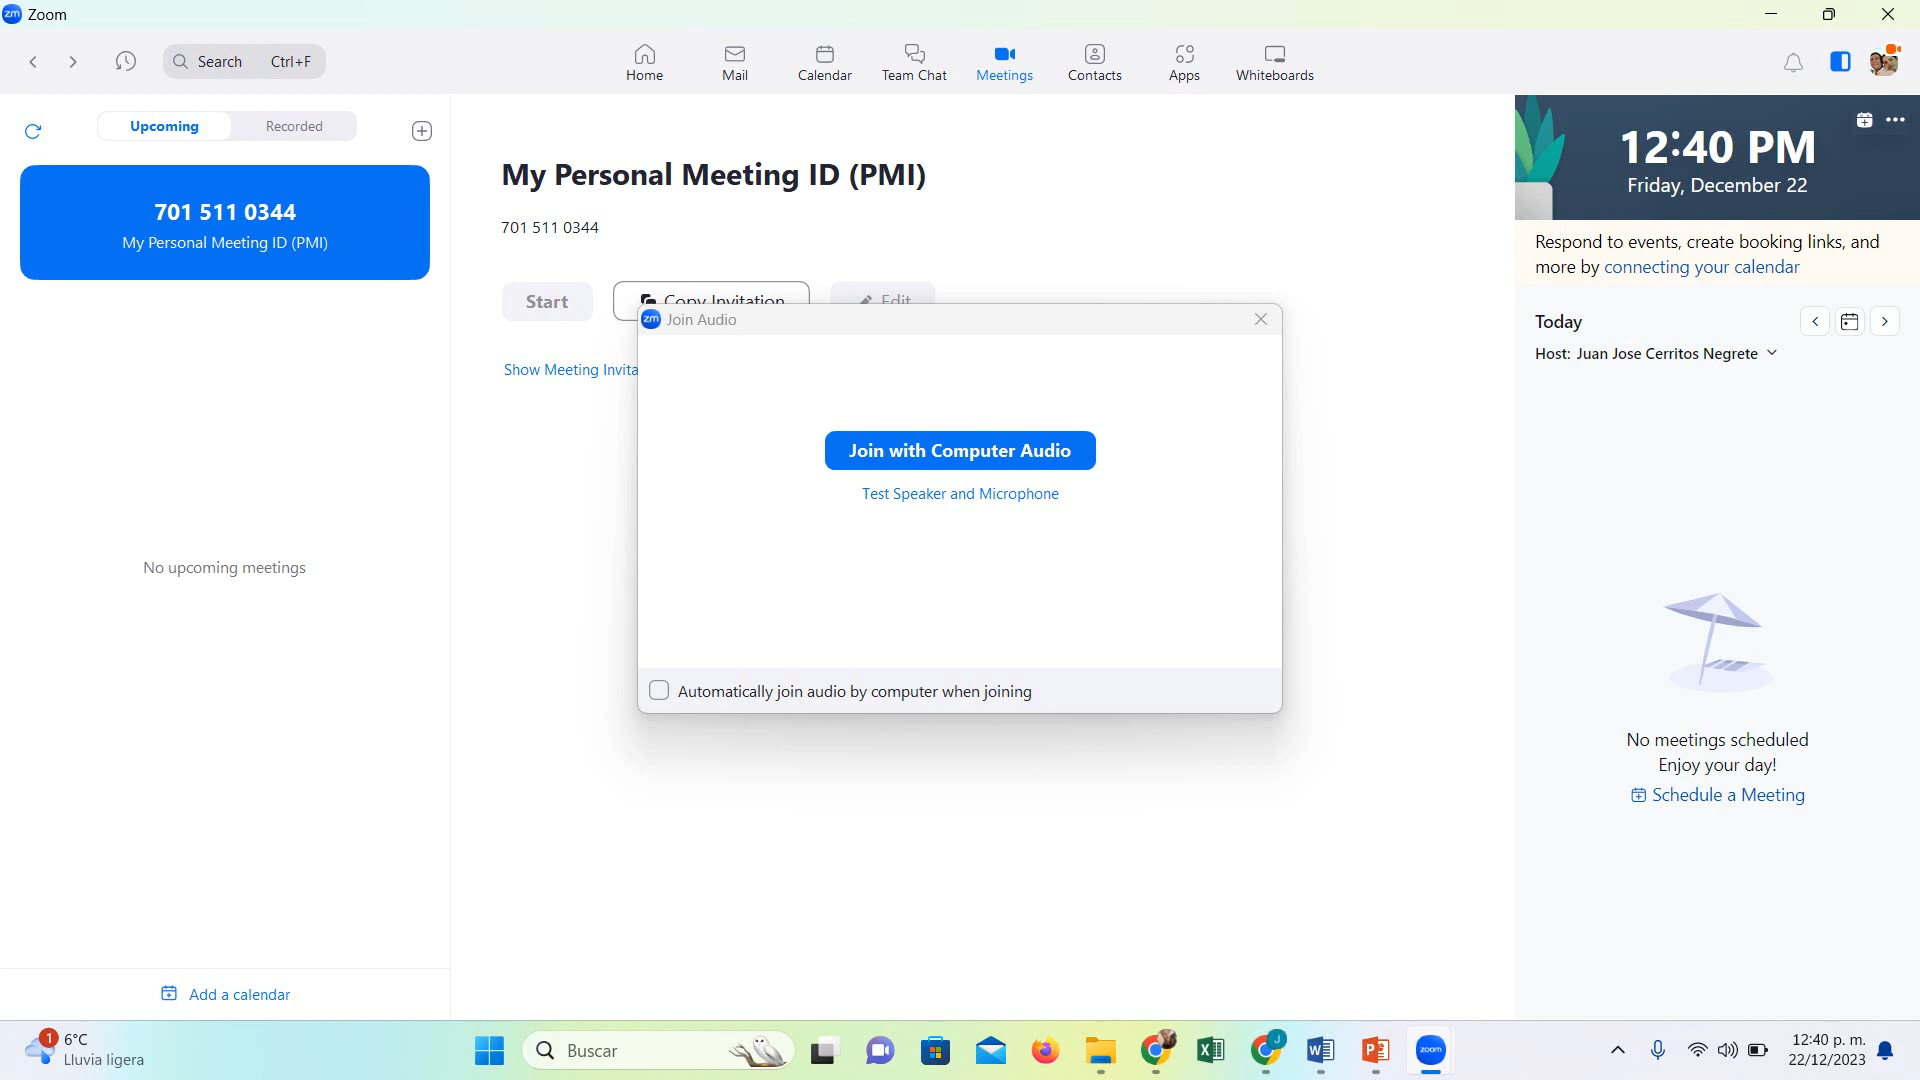 zm Zoom
Search Ctrl+F
Home
Mail
Calendar
Team Chat
Meetings
Contacts
Apps
Whiteboards
Upcoming
Recorded
701 511 0344
My Personal Meeting ID (PMI)
No upcoming meetings
Add a calendar
My Personal Meeting ID (PMI)
701 511 0344
Start
Copy Invitation
Edit
Show Meeting Invita
zm Join Audio
Join with Computer Audio
Test Speaker and Microphone
Automatically join audio by computer when joining
12:40 PM
Friday, December 22
Respond to events, create booking links, and
more by connecting your calendar
Today
Host: Juan Jose Cerritos Negrete
No meetings scheduled
Enjoy your day!
Schedule a Meeting
1
6°C
Lluvia ligera
Buscar
J
zoom
12:40 p. m.
22/12/2023